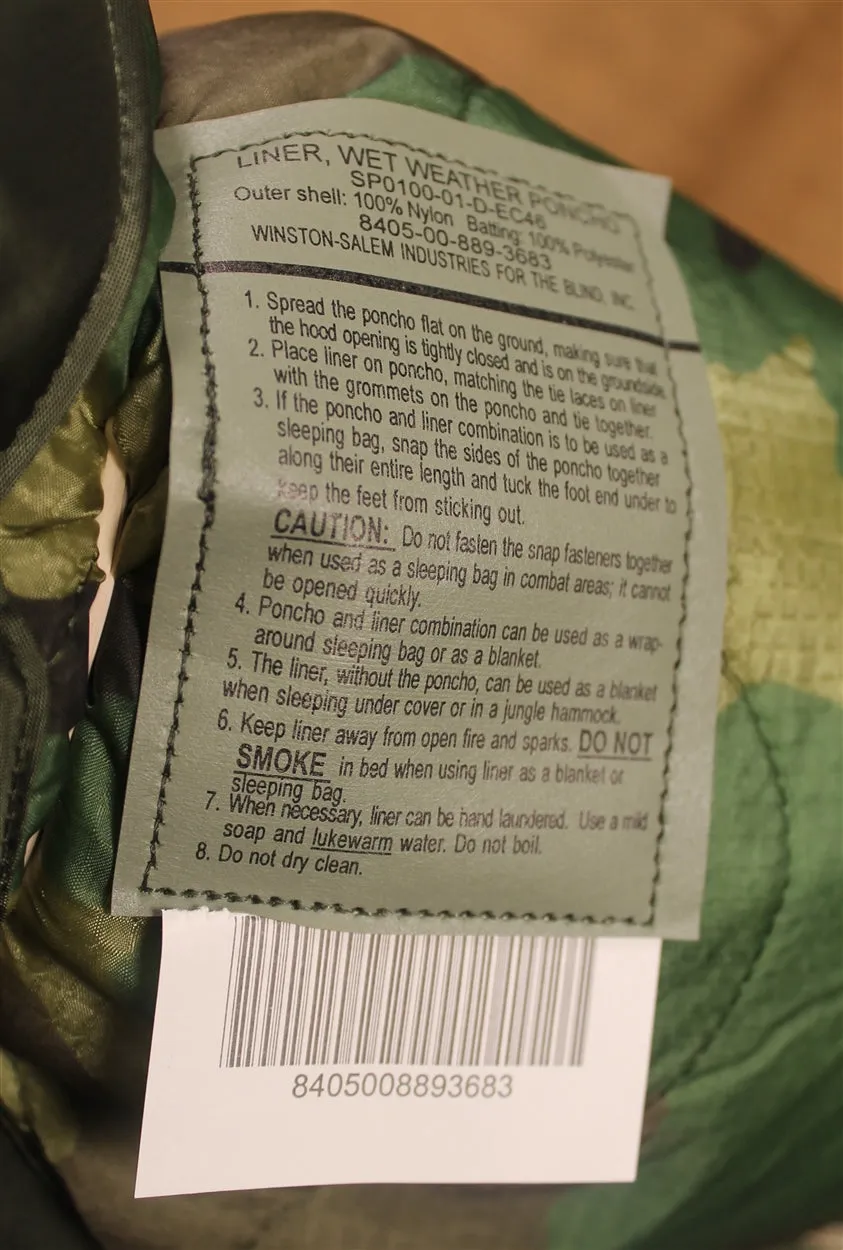 LINER, WET WEATHER PONCHO
SP0100-01-D-EC46
Outer shell: 100% Nylon Batting: 100% Polyester
8405-00-889-3683
WINSTON-SALEM INDUSTRIES FOR THE BLIND, INC.
1. Spread the poncho flat on the ground, making sure that
the hood opening is tightly closed and is on the groundside.
2. Place liner on poncho, matching the tie laces on liner
with the grommets on the poncho and tie together.
3. If the poncho and liner combination is to be used as a
sleeping bag, snap the sides of the poncho together
along their entire length and tuck the foot end under to
keep the feet from sticking out.
CAUTION: Do not fasten the snap fasteners together
when used as a sleeping bag in combat areas; it cannot
be opened quickly.
4. Poncho and liner combination can be used as a wrap-
around sleeping bag or as a blanket.
5. The liner, without the poncho, can be used as a blanket
when sleeping under cover or in a jungle hammock.
6. Keep liner away from open fire and sparks. DO NOT
SMOKE in bed when using liner as a blanket or
sleeping bag.
7. When necessary, liner can be hand laundered. Use a mild
soap and lukewarm water. Do not boil.
8. Do not dry clean.
8405008893683